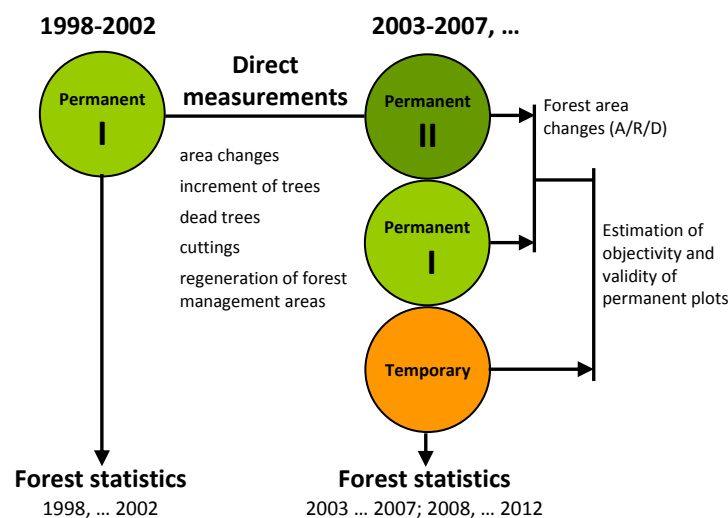 1998-2002
2003-2007, ...
Direct
measurements
Permanent
I
Permanent
II
Forest area
changes (A/R/D)
area changes
increment of trees
dead trees
cuttings
regeneration of forest
management areas
Permanent
I
Estimation of
objectivity and
validity of
permanent plots
Temporary
Forest statistics
1998, ... 2002
Forest statistics
2003 ... 2007; 2008, ... 2012